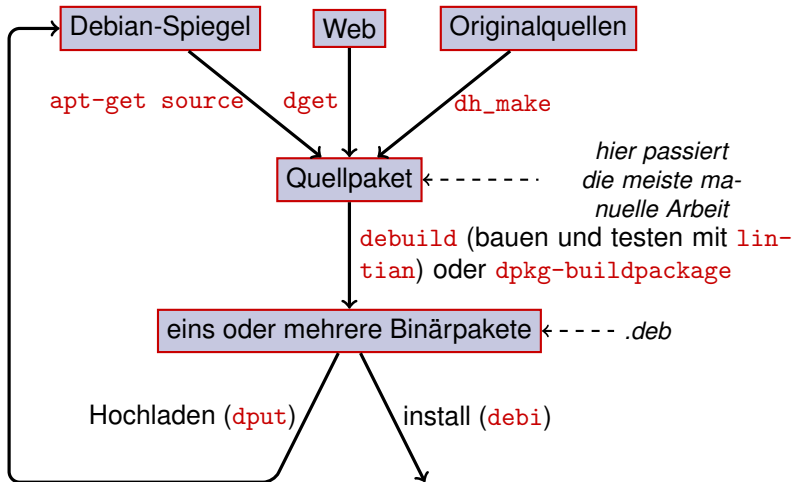 Debian-Spiegel
Web
Originalquellen
apt-get source
dget
dh_make
Quellpaket
hier passiert
die meiste ma-
nuelle Arbeit
debuild (bauen und testen mit lin-
tian) oder dpkg-buildpackage
eins oder mehrere Binärpakete
.deb
Hochladen (dput)
install (debi)